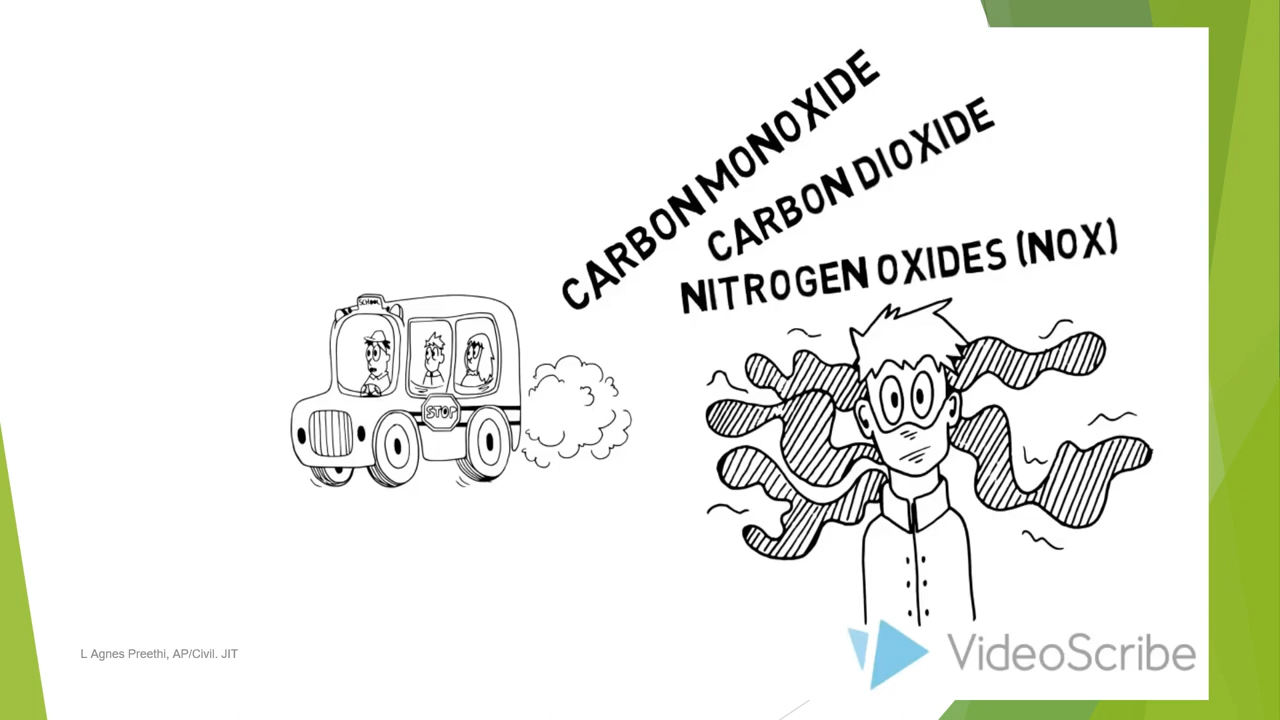 CARBON MONOXIDE
CARBON DIOXIDE
NITROGEN OXIDES (NOX)
SCHOOL
STOP
L Agnes Preethi, AP/Civil. JIT
VideoScribe